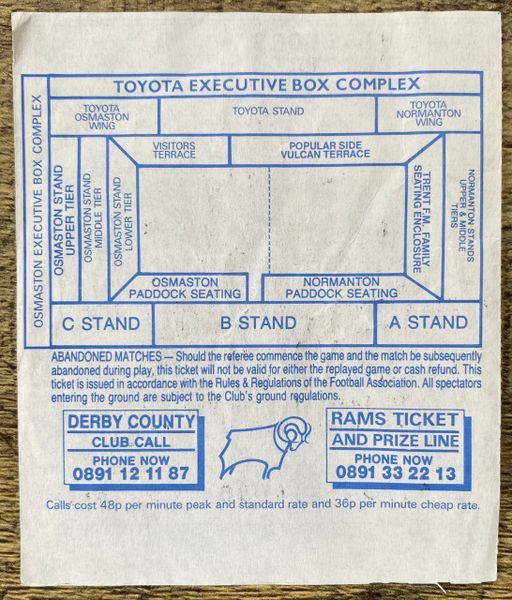 TOYOTA EXECUTIVE BOX COMPLEX
OSMASTON EXECUTIVE BOX COMPLEX
TOYOTA
OSMASTON
WING
TOYOTA STAND
TOYOTA
NORMANTON
WING
VISITORS
TERRACE
POPULAR SIDE
VULCAN TERRACE
OSMASTON STAND
UPPER TIER
OSMASTON STAND
MIDDLE TIER
OSMASTON STAND
LOWER TIER
TRENT F.M. FAMILY
SEATING ENCLOSURE
NORMANTON STANDS
UPPER & MIDDLE
TIERS
OSMASTON
PADDOCK SEATING
NORMANTON
PADDOCK SEATING
C STAND
B STAND
A STAND
ABANDONED MATCHES — Should the referee commence the game and the match be subsequently
abandoned during play, this ticket will not be valid for either the replayed game or cash refund. This
ticket is issued in accordance with the Rules & Regulations of the Football Association. All spectators
entering the ground are subject to the Club's ground regulations.
DERBY COUNTY
CLUB CALL
PHONE NOW
0891 12 11 87
RAMS TICKET
AND PRIZE LINE
PHONE NOW
0891 33 22 13
Calls cost 48p per minute peak and standard rate and 36p per minute cheap rate.